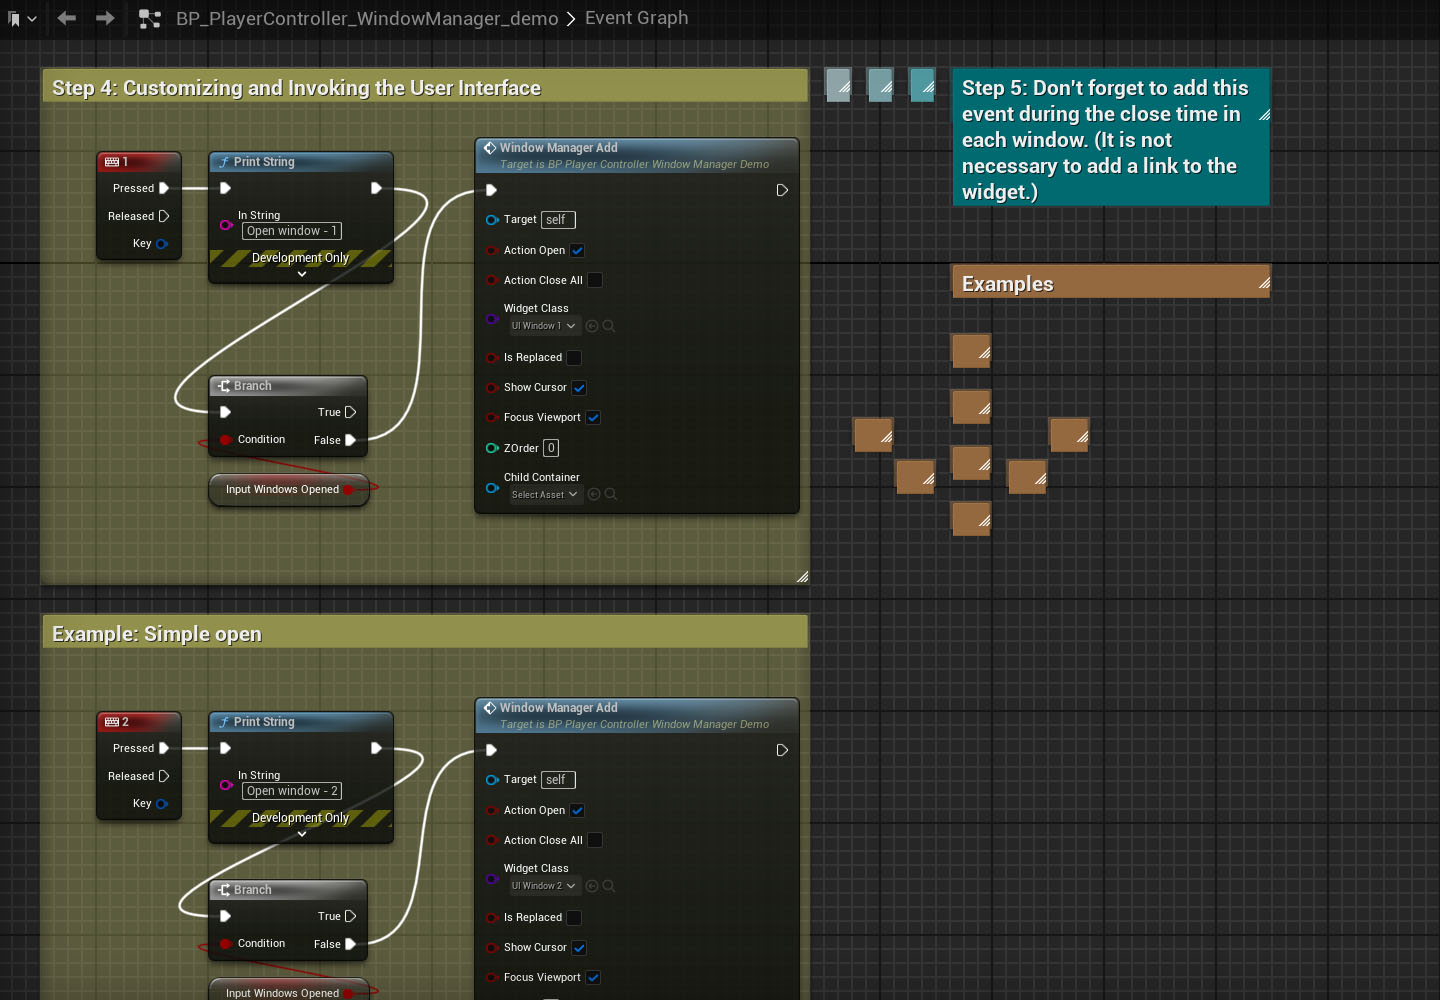 BP_PlayerController_WindowManager_demo > Event Graph
Step 4: Customizing and Invoking the User Interface
1
Pressed
Released
Key
Print String
In String
Open window - 1
Development Only
Branch
True
Condition
False
Input Windows Opened
Window Manager Add
Target is BP Player Controller Window Manager Demo
Target self
Action Open
Action Close All
Widget Class
UI Window 1
Is Replaced
Show Cursor
Focus Viewport
ZOrder 0
Child Container
Select Asset
Step 5: Don't forget to add this
event during the close time in
each window. (It is not
necessary to add a link to the
widget.)
Examples
Example: Simple open
2
Pressed
Released
Key
Print String
In String
Open window - 2
Development Only
Branch
True
Condition
False
Input Windows Opened
Window Manager Add
Target is BP Player Controller Window Manager Demo
Target self
Action Open
Action Close All
Widget Class
UI Window 2
Is Replaced
Show Cursor
Focus Viewport